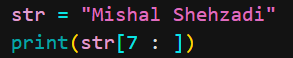 str = "Mishal Shehzadi"
print(str[7 : ])